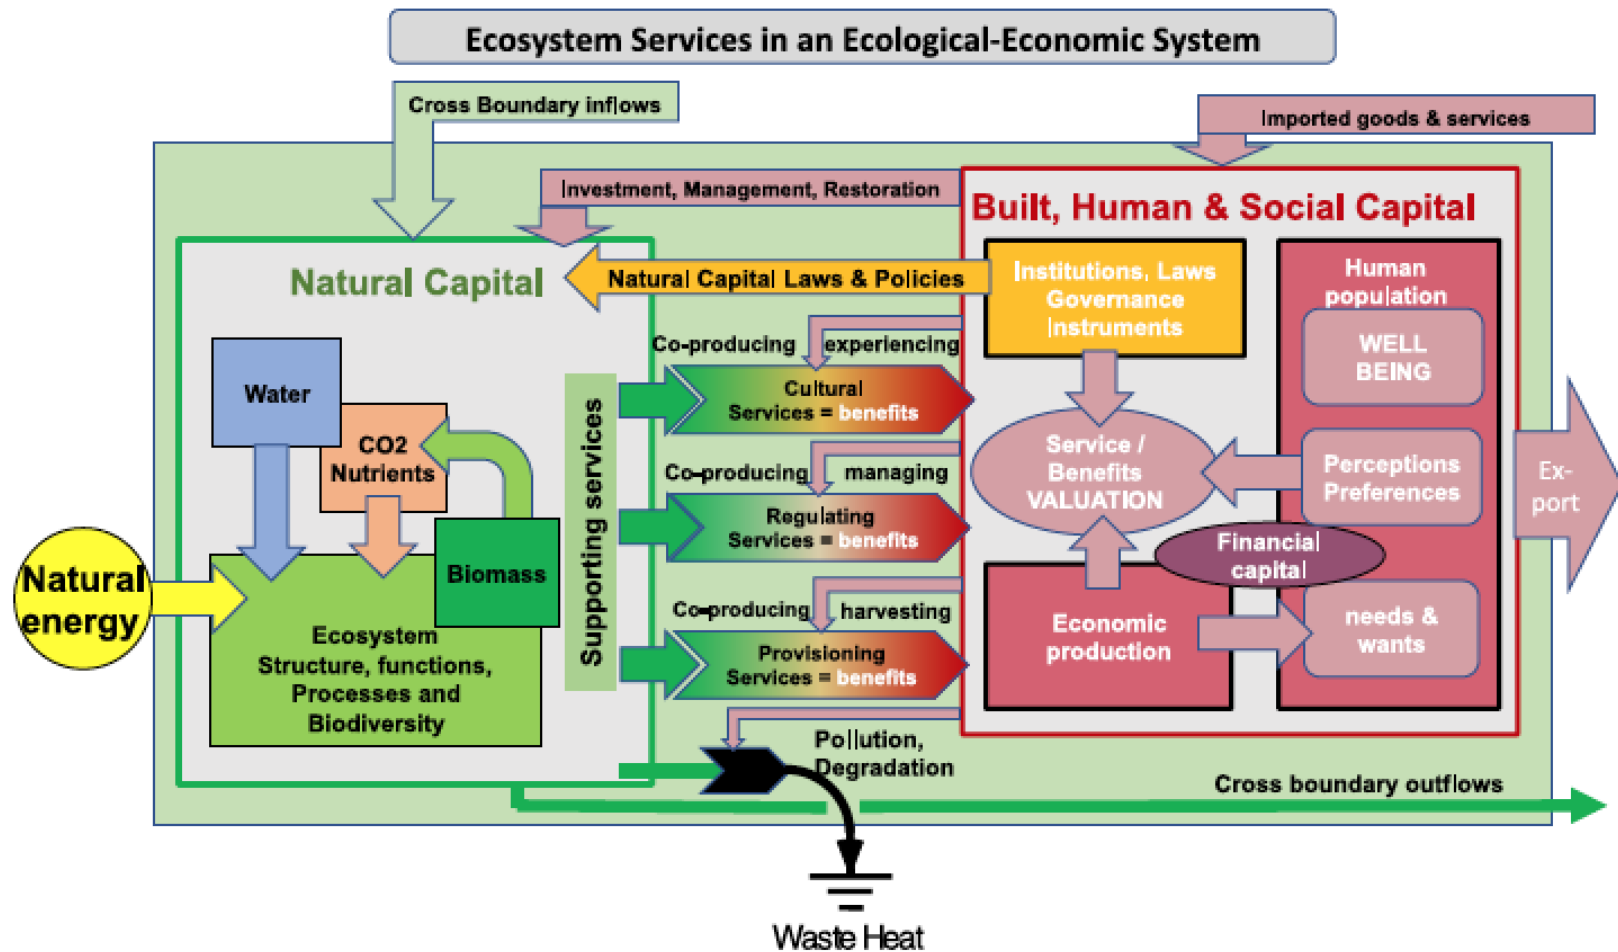 Ecosystem Services in an Ecological-Economic System
Cross Boundary inflows
Imported goods & services
Investment, Management, Restoration
Built, Human & Social Capital
Natural Capital
Natural Capital Laws & Policies
Institutions, Laws
Governance
Instruments
Human
population
WELL
BEING
Co-producing experiencing
Cultural
Services = benefits
Water
CO2
Nutrients
Supporting services
Service /
Benefits
VALUATION
Perceptions
Preferences
Ex-
port
Co-producing managing
Regulating
Services = benefits
Financial
capital
Natural
energy
Biomass
Ecosystem
Structure, functions,
Processes and
Biodiversity
Co-producing harvesting
Provisioning
Services = benefits
Economic
production
needs &
wants
Pollution,
Degradation
Cross boundary outflows
Waste Heat